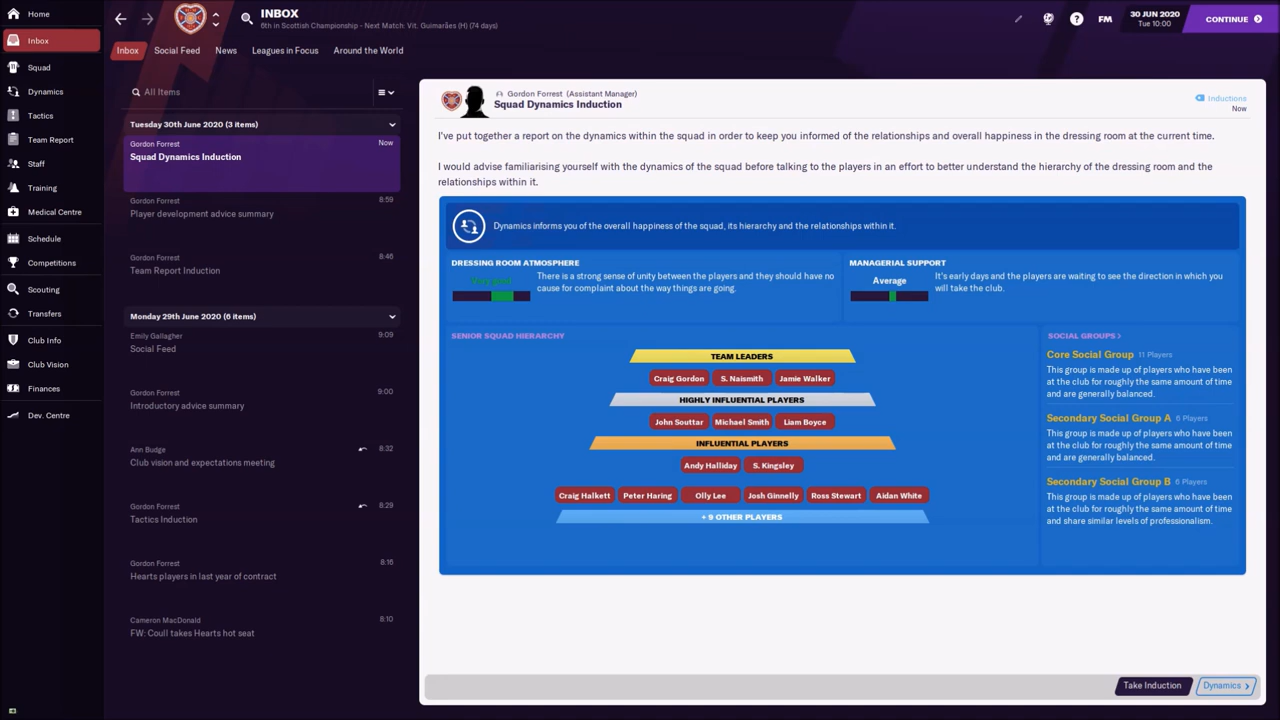 Home
Inbox
Squad
Dynamics
Tactics
Team Report
Staff
Training
Medical Centre
Schedule
Competitions
Scouting
Transfers
Club Info
Club Vision
Finances
Dev. Centre
INBOX
6th in Scottish Championship - Next Match: Vit. Guimarães (H) (74 days)
FM
30 JUN 2020
Tue 10:00
CONTINUE
Inbox
Social Feed
News
Leagues in Focus
Around the World
All Items
Tuesday 30th June 2020 (3 items)
Gordon Forrest Now
Squad Dynamics Induction
Gordon Forrest 8:59
Player development advice summary
Gordon Forrest 8:46
Team Report Induction
Monday 29th June 2020 (6 items)
Emily Gallagher 9:09
Social Feed
Gordon Forrest 9:00
Introductory advice summary
Ann Budge 8:32
Club vision and expectations meeting
Gordon Forrest 8:29
Tactics Induction
Gordon Forrest 8:16
Hearts players in last year of contract
Cameron MacDonald 8:10
FW: Coull takes Hearts hot seat
Gordon Forrest (Assistant Manager)
Squad Dynamics Induction
Inductions
Now
I've put together a report on the dynamics within the squad in order to keep you informed of the relationships and overall happiness in the dressing room at the current time.
I would advise familiarising yourself with the dynamics of the squad before talking to the players in an effort to better understand the hierarchy of the dressing room and the
relationships within it.
Dynamics informs you of the overall happiness of the squad, its hierarchy and the relationships within it.
DRESSING ROOM ATMOSPHERE
There is a strong sense of unity between the players and they should have no
cause for complaint about the way things are going.
MANAGERIAL SUPPORT
Average
It's early days and the players are waiting to see the direction in which you
will take the club.
SENIOR SQUAD HIERARCHY
TEAM LEADERS
Craig Gordon S. Naismith Jamie Walker
HIGHLY INFLUENTIAL PLAYERS
John Souttar Michael Smith Liam Boyce
INFLUENTIAL PLAYERS
Andy Halliday S. Kingsley
Craig Halkett Peter Haring Olly Lee Josh Ginnelly Ross Stewart Aidan White
+ 9 OTHER PLAYERS
SOCIAL GROUPS >
Core Social Group 11 Players
This group is made up of players who have been
at the club for roughly the same amount of time
and are generally balanced.
Secondary Social Group A 6 Players
This group is made up of players who have been
at the club for roughly the same amount of time
and are generally balanced.
Secondary Social Group B 6 Players
This group is made up of players who have been
at the club for roughly the same amount of time
and share similar levels of professionalism.
Take Induction
Dynamics >